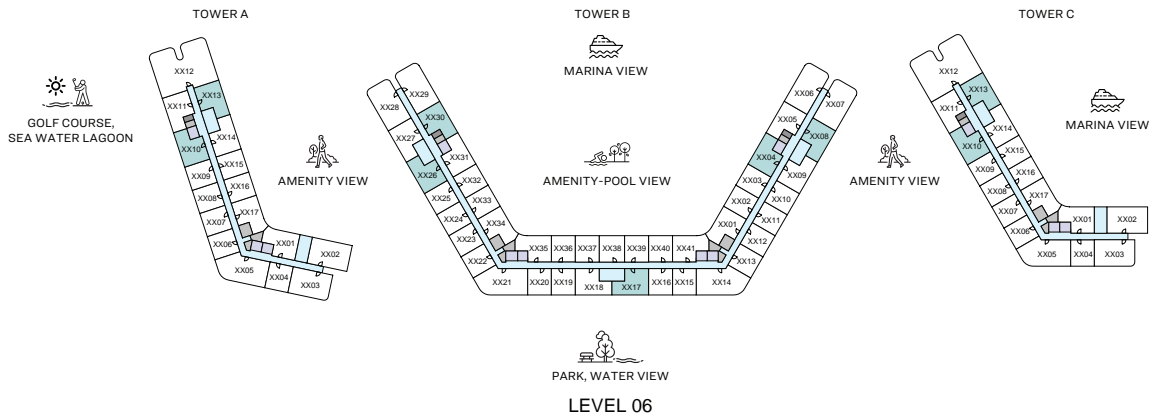 TOWER A
TOWER B
TOWER C
MARINA VIEW
GOLF COURSE,
SEA WATER LAGOON
AMENITY VIEW
AMENITY-POOL VIEW
AMENITY VIEW
MARINA VIEW
XX12
XX11
XX13
XX10
XX14
XX09
XX15
XX08
XX16
XX07
XX17
XX06
XX01
XX05
XX04
XX02
XX03
XX28
XX29
XX27
XX30
XX26
XX31
XX25
XX32
XX24
XX33
XX23
XX34
XX22
XX35
XX36
XX37
XX38
XX39
XX40
XX41
XX21
XX20
XX19
XX18
XX17
XX16
XX15
XX14
XX06
XX07
XX05
XX08
XX04
XX09
XX03
XX10
XX02
XX11
XX01
XX12
XX13
XX12
XX11
XX13
XX10
XX14
XX09
XX15
XX08
XX16
XX07
XX17
XX06
XX01
XX02
XX05
XX04
XX03
PARK, WATER VIEW
LEVEL 06